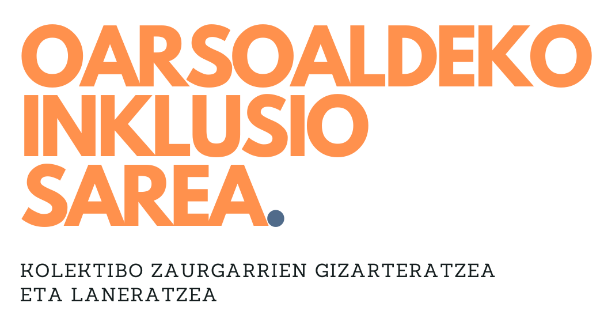 OARSOALDEKO
INKLUSIO
SAREA.
KOLEKTIBO ZAURGARRIEN GIZARTERATZEA
ETA LANERATZEA